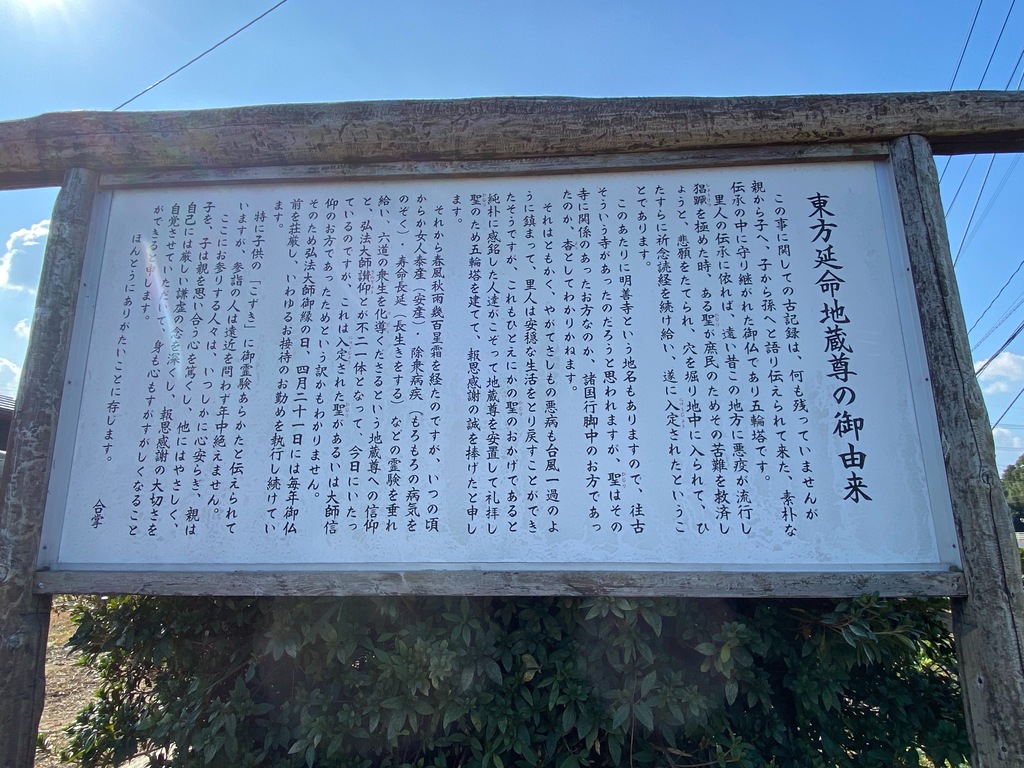 東方延命地蔵尊の御由来
この事に関しての古記録は、何も残っていませんが
親から子へ、子から孫へと語り伝えられて来た、素朴な
伝承の中に守り継がれた御仏であり五輪塔です。
里人の伝承に依れば、遠い昔この地方に悪疫が流行し
猖蹶を極めた時、ある聖が庶民のためその苦難を救済し
ようと、悲願をたてられ、穴を掘り地中に入られて、ひ
たすらに祈念読経を続け給い、遂に入定されたというこ
とであります。
このあたりに明善寺という地名もありますので、往古
そういう寺があったのだろうと思われますが、聖はその
寺に関係のあったお方なのか、諸国行脚中のお方であっ
たのか、杳としてわかりかねます。
それはともかく、やがてさしもの悪病も台風一過のよ
うに鎮まって、里人は安穏な生活をとり戻すことができ
たそうですが、これもひとえにかの聖のおかげであると
純朴に感銘した人達がこぞって地蔵尊を安置して礼拝し
聖のため五輪塔を建てて、報恩感謝の誠を捧げたと申し
ます。
それから春風秋雨幾百星霜を経たのですが、いつの頃
からか女人泰産（安産）、除衆病疾（もろもろの病気を
のぞく）・寿命長延（長生きをする）などの霊験を垂れ
給い、六道の衆生を化導くださるという地蔵尊への信仰
と、弘法大師讃仰とが不二一体となって、今日にいたっ
ているのですが、これは入定された聖があるいは大師信
仰のお方であったためという訳かもわかりません。
そのため弘法大師御縁の日、四月二十一日には毎年御仏
前を荘厳し、いわゆるお接待のお勤めを執行し続けてい
ます。
特に子供の「こずき」に御霊験あらかたと伝えられて
いますが、参詣の人は遠近を問わず年中絶えません。
ここにお参りする人々は、いつしかに心安らぎ、親は
子を、子は親を思い合う心を篤くし、他にはやさしく、
自己には厳しい謙虚の念を深くし、報恩感謝の大切さを
自覚させていただいて、身も心もすがすがしくなること
ができると申します。
ほんとうにありがたいことに存じます。
合掌